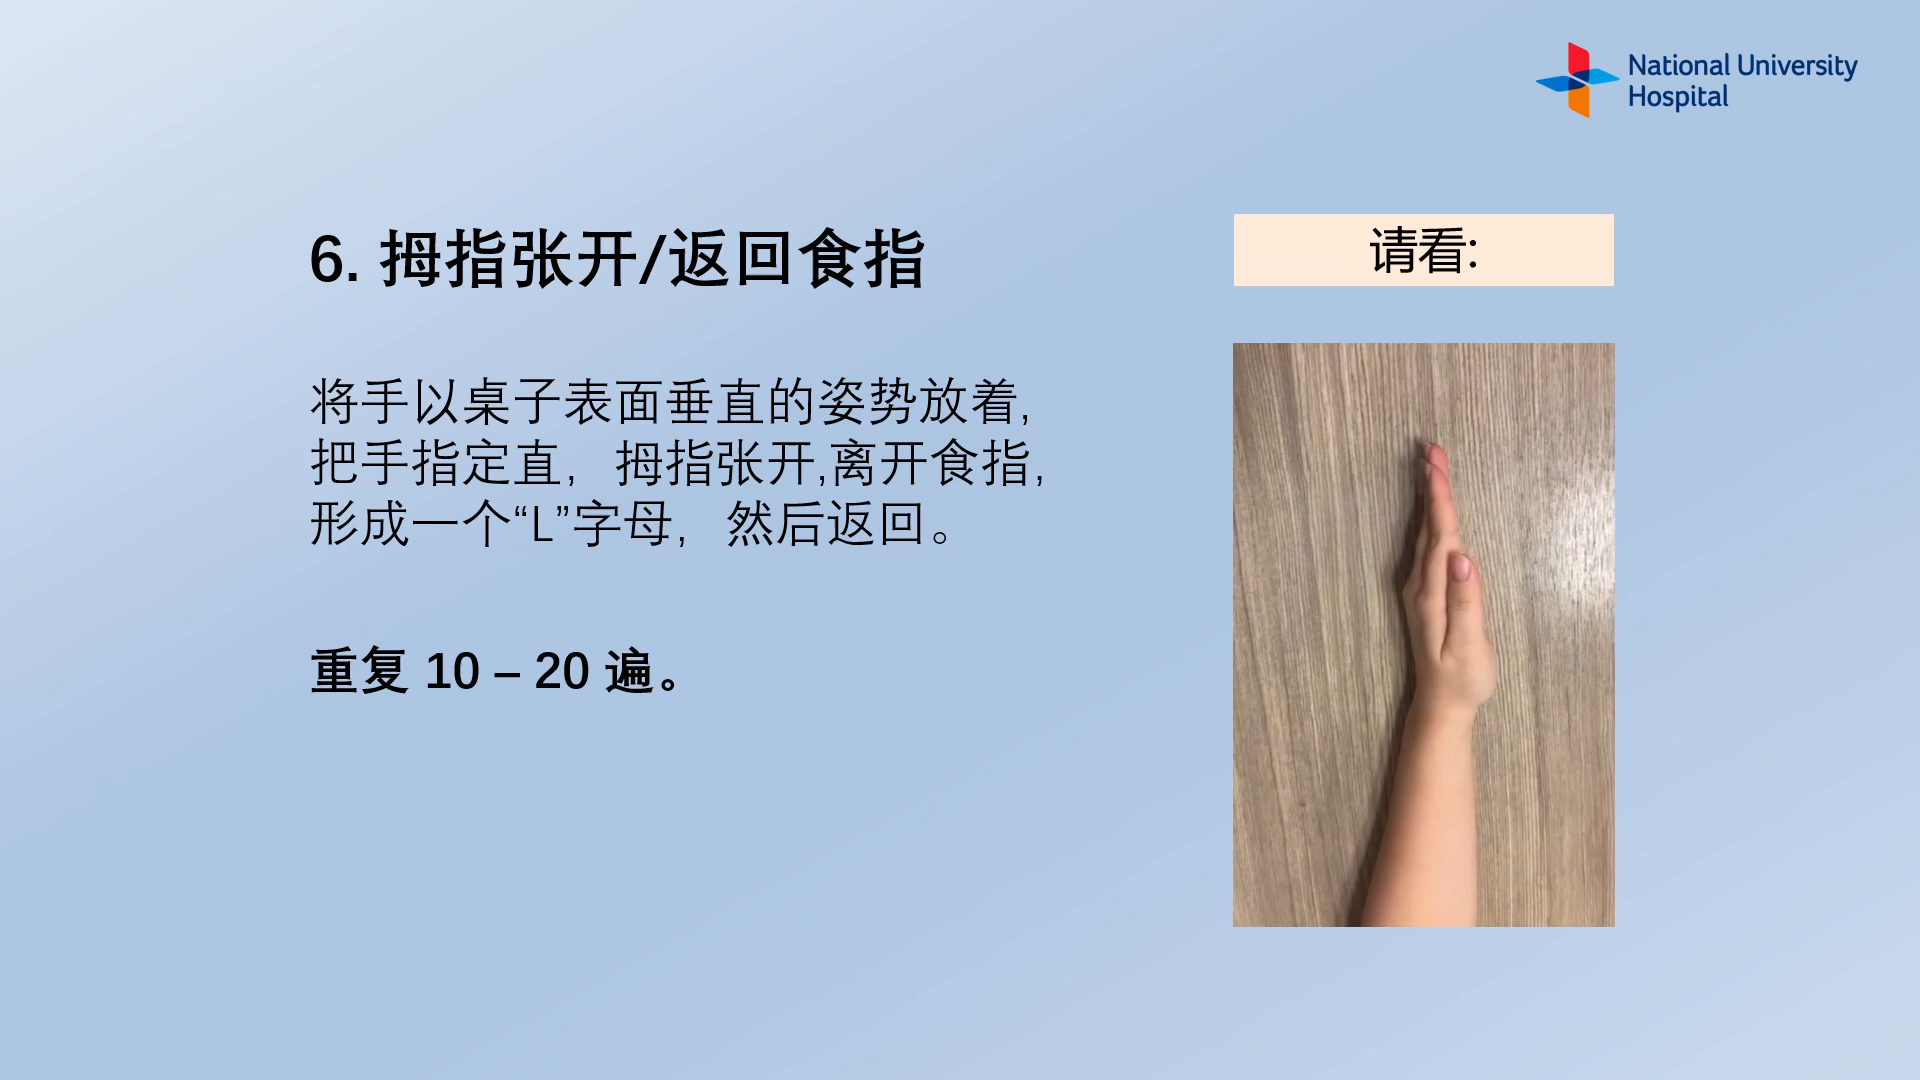 National University
Hospital
6. 拇指张开/返回食指
请看:
将手以桌子表面垂直的姿势放着,
把手指定直，拇指张开,离开食指,
形成一个“L”字母，然后返回。
重复 10 – 20 遍。